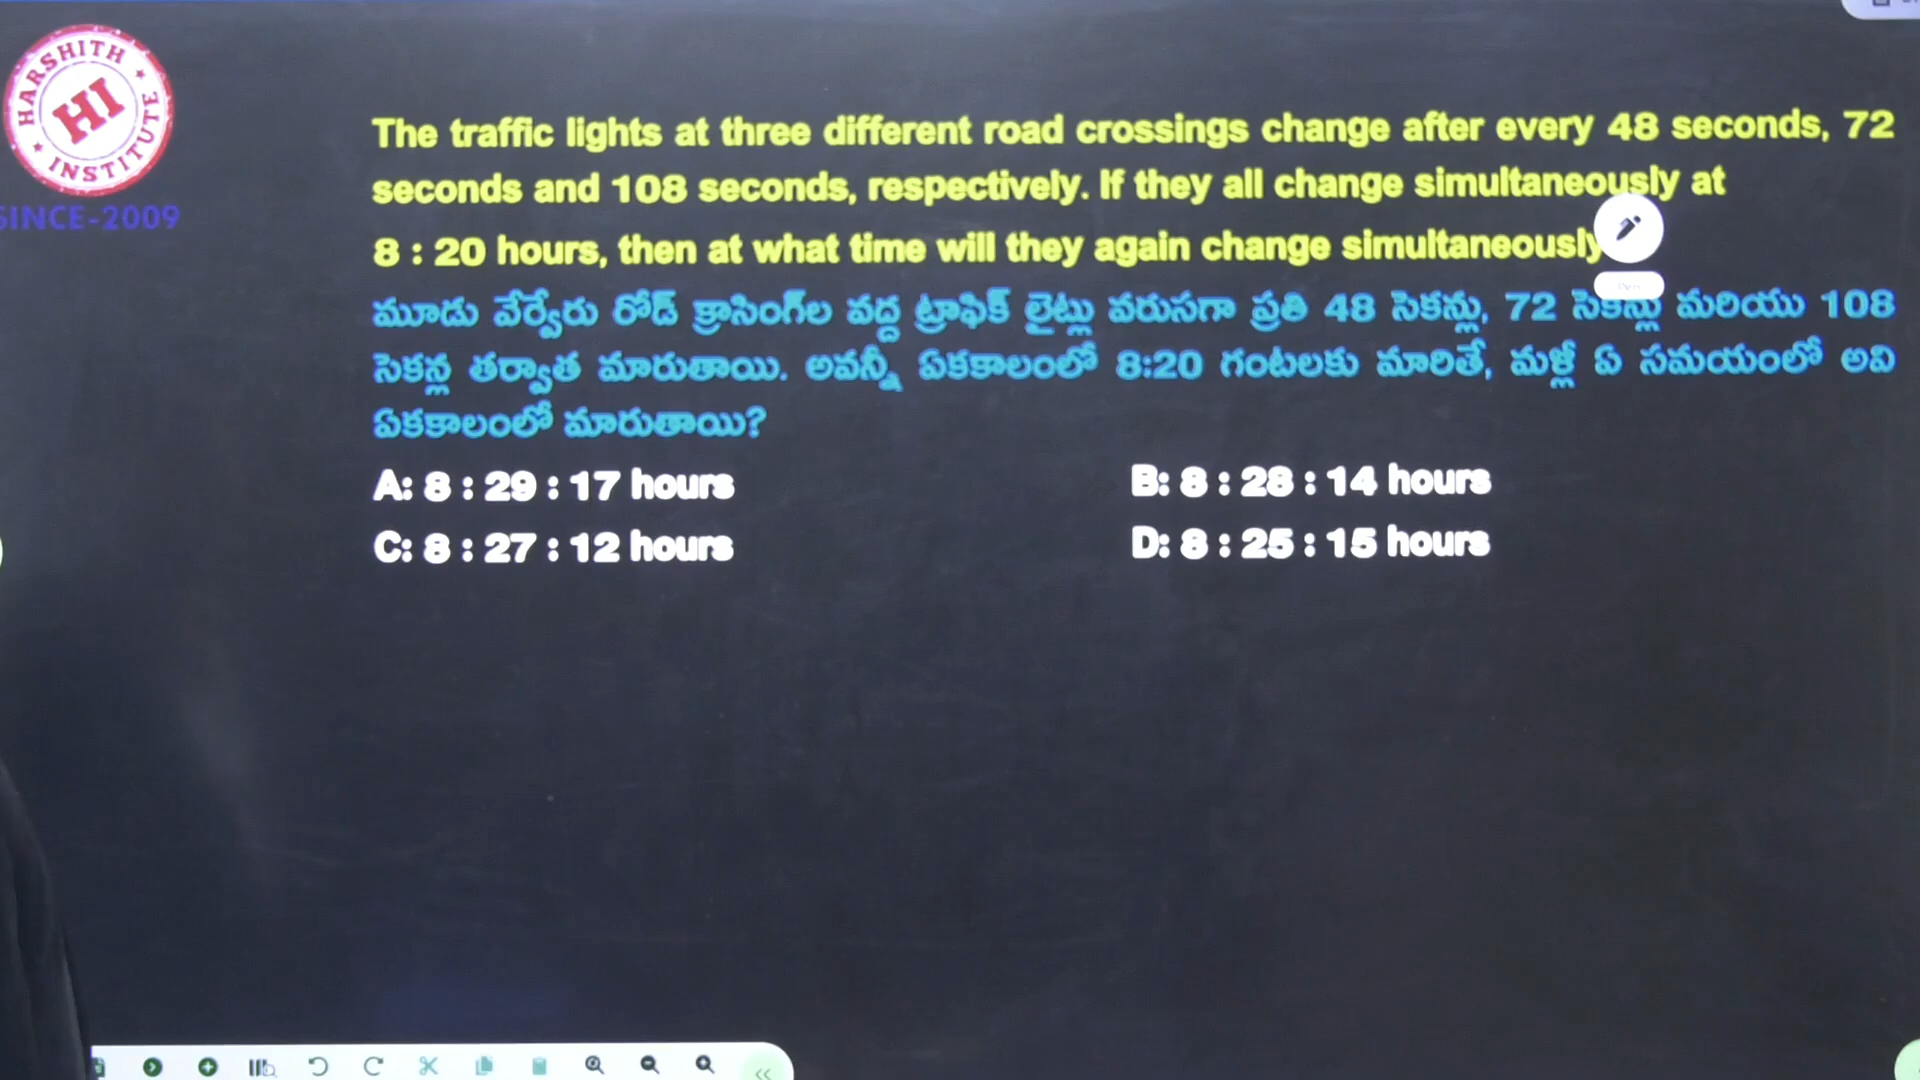 HARSHITH
HI
INSTITUTE
SINCE-2009
The traffic lights at three different road crossings change after every 48 seconds, 72
seconds and 108 seconds, respectively. If they all change simultaneously at
8 : 20 hours, then at what time will they again change simultaneously
మూడు వేర్వేరు రోడ్ క్రాసింగ్‌ల వద్ద ట్రాఫిక్ లైట్లు వరుసగా ప్రతి 48 సెకన్లు, 72 సెకన్లు మరియు 108
సెకన్ల తర్వాత మారుతాయి. అవన్నీ ఏకకాలంలో 8:20 గంటలకు మారితే, మళ్లీ ఏ సమయంలో అవి
ఏకకాలంలో మారుతాయి?
A: 8 : 29 : 17 hours B: 8 : 28 : 14 hours
C: 8 : 27 : 12 hours D: 8 : 25 : 15 hours